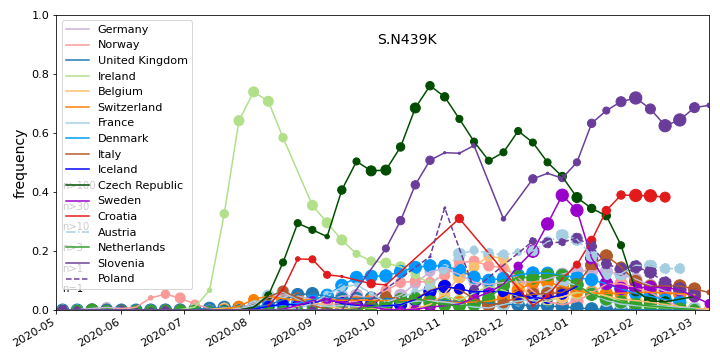 S.N439K
frequency
1.0
0.8
0.6
0.4
0.2
0.0
Germany
Norway
United Kingdom
Ireland
Belgium
Switzerland
France
Denmark
Italy
Iceland
Czech Republic
Sweden
Croatia
Austria
Netherlands
Slovenia
Poland
n>100
n>30
n>10
n>3
n>1
n=1
2020-05
2020-06
2020-07
2020-08
2020-09
2020-10
2020-11
2020-12
2021-01
2021-02
2021-03